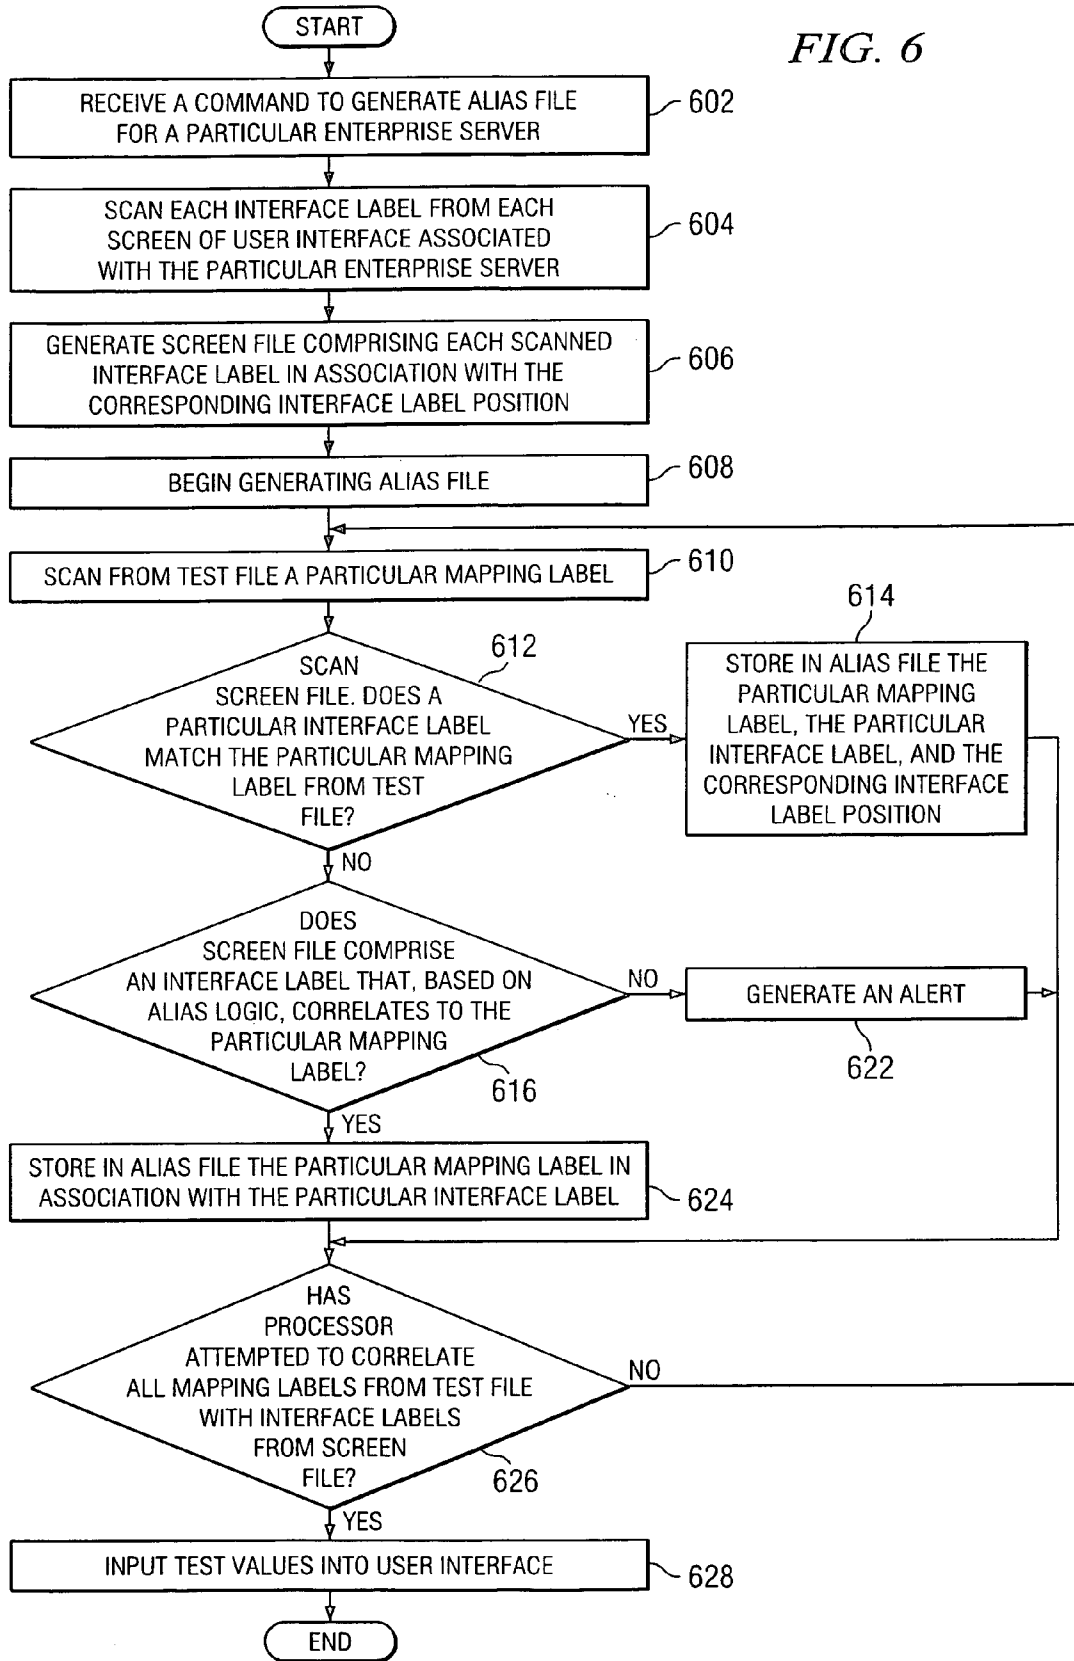 START
FIG. 6
RECEIVE A COMMAND TO GENERATE ALIAS FILE
FOR A PARTICULAR ENTERPRISE SERVER
602
SCAN EACH INTERFACE LABEL FROM EACH
SCREEN OF USER INTERFACE ASSOCIATED
WITH THE PARTICULAR ENTERPRISE SERVER
604
GENERATE SCREEN FILE COMPRISING EACH SCANNED
INTERFACE LABEL IN ASSOCIATION WITH THE
CORRESPONDING INTERFACE LABEL POSITION
606
BEGIN GENERATING ALIAS FILE
608
SCAN FROM TEST FILE A PARTICULAR MAPPING LABEL
610
SCAN
SCREEN FILE. DOES A
PARTICULAR INTERFACE LABEL
MATCH THE PARTICULAR MAPPING
LABEL FROM TEST
FILE?
612
YES
614
STORE IN ALIAS FILE THE
PARTICULAR MAPPING
LABEL, THE PARTICULAR
INTERFACE LABEL, AND THE
CORRESPONDING INTERFACE
LABEL POSITION
NO
DOES
SCREEN FILE COMPRISE
AN INTERFACE LABEL THAT, BASED ON
ALIAS LOGIC, CORRELATES TO THE
PARTICULAR MAPPING
LABEL?
616
NO
GENERATE AN ALERT
622
YES
STORE IN ALIAS FILE THE PARTICULAR MAPPING LABEL IN
ASSOCIATION WITH THE PARTICULAR INTERFACE LABEL
624
HAS
PROCESSOR
ATTEMPTED TO CORRELATE
ALL MAPPING LABELS FROM TEST FILE
WITH INTERFACE LABELS
FROM SCREEN
FILE?
626
NO
YES
INPUT TEST VALUES INTO USER INTERFACE
628
END